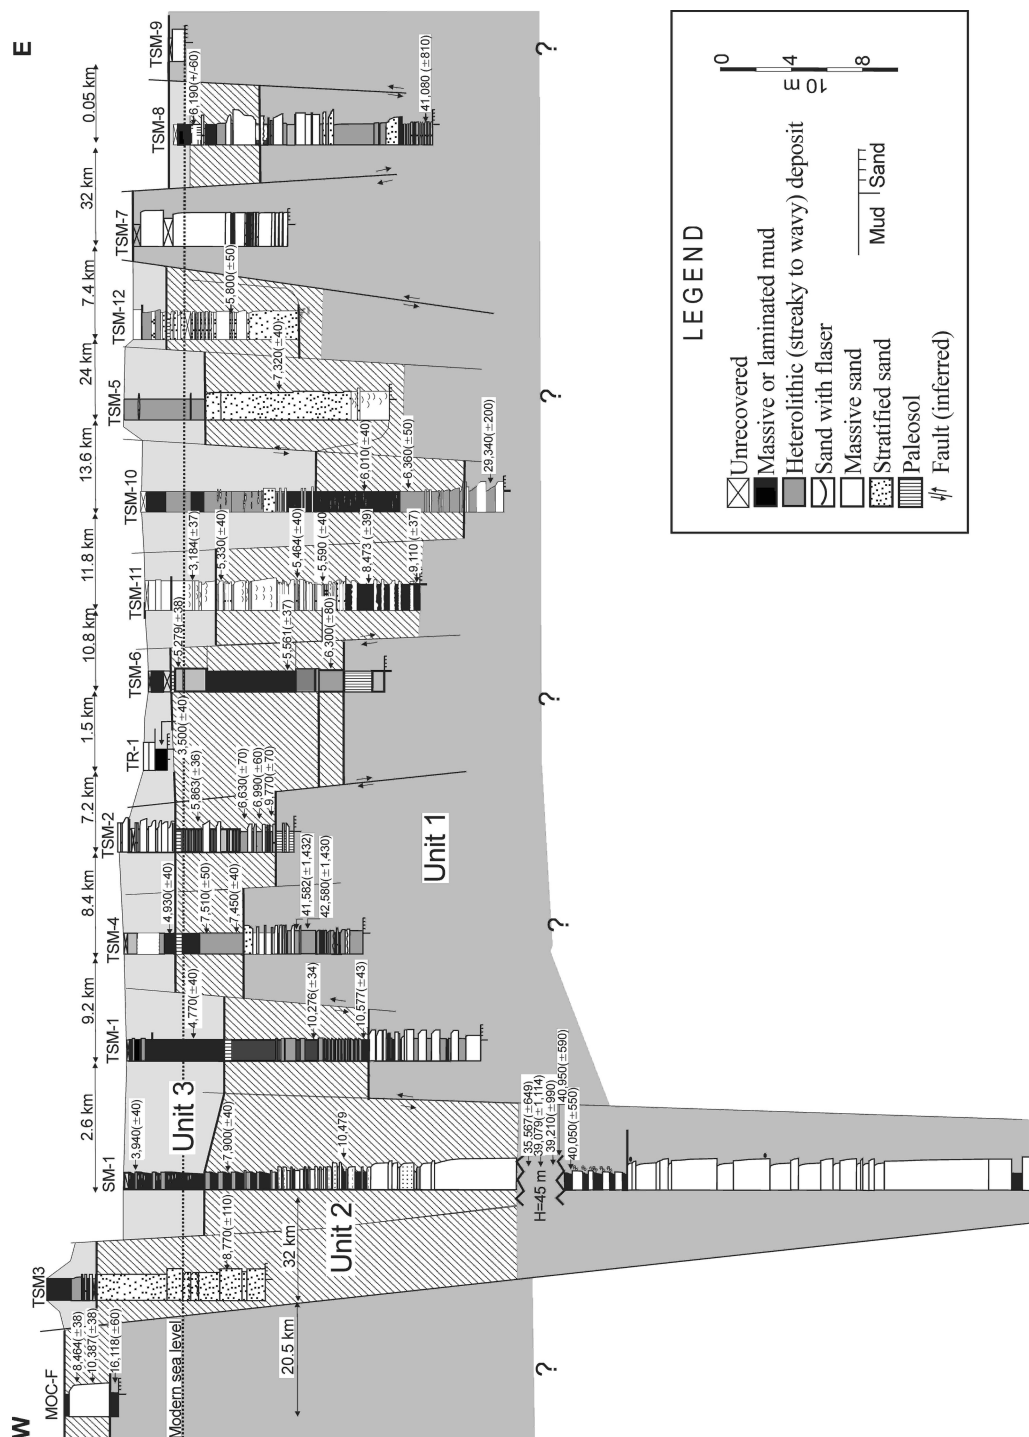 W
E
MOC-F
TSM3
SM-1
TSM-1
TSM-4
TSM-2
TR-1
TSM-6
TSM-11
TSM-10
TSM-5
TSM-12
TSM-7
TSM-8
TSM-9
20.5 km
32 km
2.6 km
9.2 km
8.4 km
7.2 km
1.5 km
10.8 km
11.8 km
13.6 km
24 km
7.4 km
32 km
0.05 km
8,464(±38)
10,387(±38)
16,118(±60)
8,770(±110)
3,940(±40)
7,900(±40)
10,479
H=45 m
35,567(±649)
39,079(±1,114)
39,210(±990)
40,950(±590)
40,050(±550)
4,770(±40)
10,276(±34)
10,577(±43)
4,930(±40)
7,510(±50)
7,450(±40)
41,582(±1,432)
42,580(±1,430)
5,863(±36)
6,630(±70)
6,990(±60)
9,770(±70)
3,500(±40)
5,279(±38)
5,561(±37)
6,300(±80)
3,184(±37)
5,330(±40)
5,464(±40)
5,590 (±40
8,473 (±39)
9,110 (±37)
6,360(±50)
29,340(±200)
7,320(±40)
5,800(±50)
6,190(+/-60)
41,080 (±810)
Modern sea level
Unit 3
Unit 2
Unit 1
?
?
?
?
?
?
LEGEND
Unrecovered
Massive or laminated mud
Heterolithic (streaky to wavy) deposit
Sand with flaser
Massive sand
Stratified sand
Paleosol
Fault (inferred)
0 4 8
10 m
Mud Sand